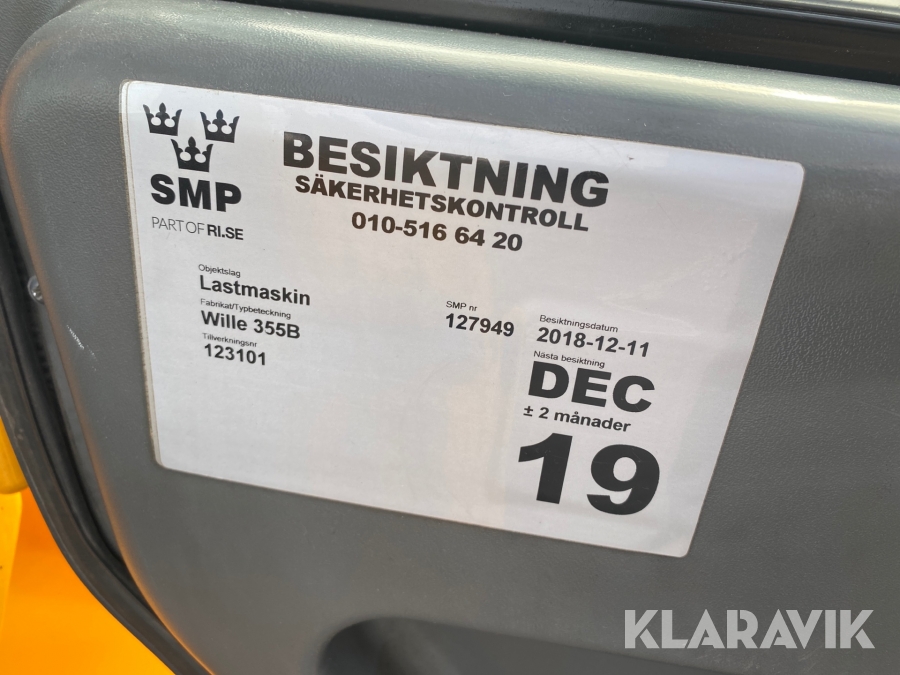 SMP
PART OF RI.SE
BESIKTNING
SÄKERHETSKONTROLL
010-516 64 20
Objektslag
Lastmaskin
Fabrikat/Typbeteckning
Wille 355B
Tillverkningsnr
123101
SMP nr
127949
Besiktningsdatum
2018-12-11
Nästa besiktning
DEC
± 2 månader
19
KLARAVIK